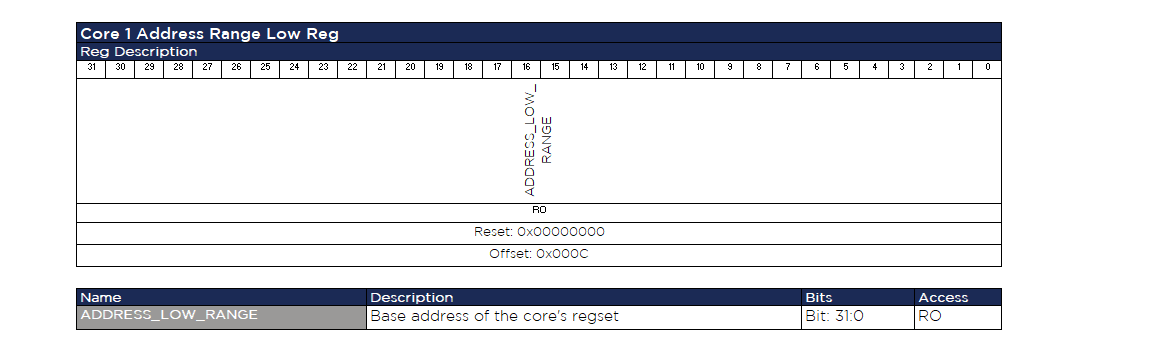 Core 1 Address Range Low Reg
Reg Description
31 30 29 28 27 26 25 24 23 22 21 20 19 18 17 16 15 14 13 12 11 10 9 8 7 6 5 4 3 2 1 0
ADDRESS_LOW_
RANGE
RO
Reset: 0x00000000
Offset: 0x000C
Name Description Bits Access
ADDRESS_LOW_RANGE Base address of the core's regset Bit: 31:0 RO